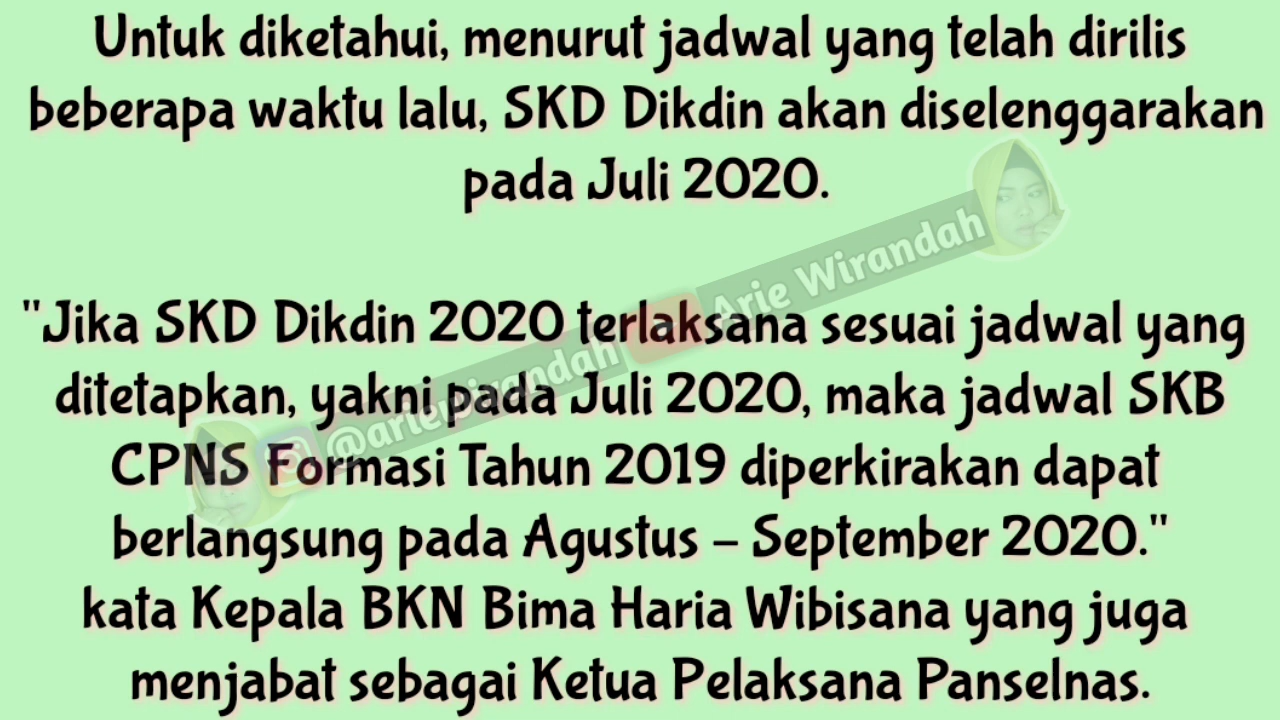 Untuk diketahui, menurut jadwal yang telah dirilis
beberapa waktu lalu, SKD Dikdin akan diselenggarakan
pada Juli 2020.
Arie Wirandah
"Jika SKD Dikdin 2020 terlaksana sesuai jadwal yang
ditetapkan, yakni pada Juli 2020, maka jadwal SKB
@ariewirandah
CPNS Formasi Tahun 2019 diperkirakan dapat
berlangsung pada Agustus – September 2020."
kata Kepala BKN Bima Haria Wibisana yang juga
menjabat sebagai Ketua Pelaksana Panselnas.